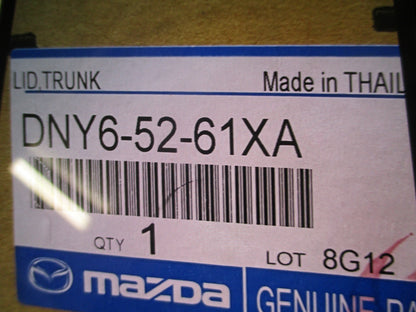 LID,TRUNK Made in THAIL
DNY6-52-61XA
QTY 1 LOT 8G12
mazda GENUINE PA